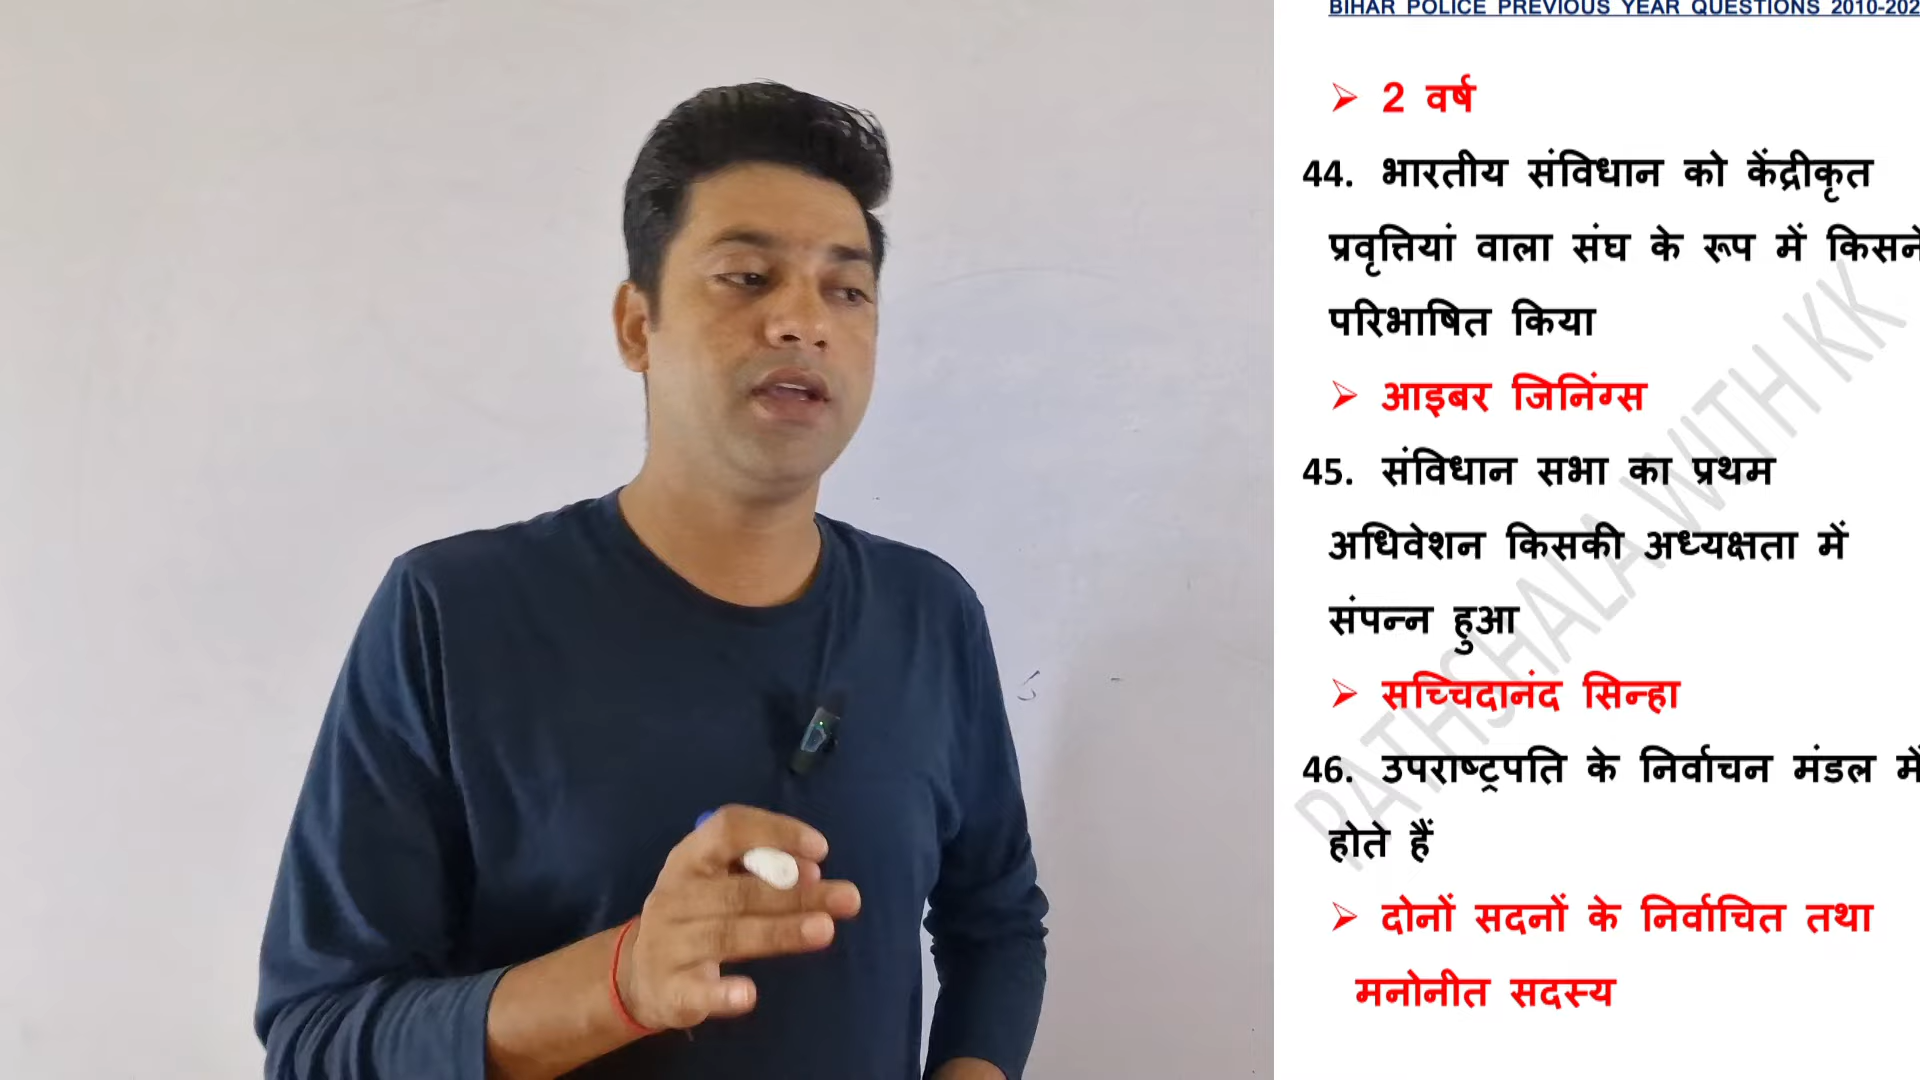 BIHAR POLICE PREVIOUS YEAR QUESTIONS 2010-202
➢ 2 वर्ष
44. भारतीय संविधान को केंद्रीकृत
प्रवृत्तियां वाला संघ के रूप में किसने
परिभाषित किया
➢ आइबर जिनिंग्स
45. संविधान सभा का प्रथम
अधिवेशन किसकी अध्यक्षता में
संपन्न हुआ
➢ सच्चिदानंद सिन्हा
46. उपराष्ट्रपति के निर्वाचन मंडल में
होते हैं
➢ दोनों सदनों के निर्वाचित तथा
मनोनीत सदस्य
PATHSHALA WITH KK